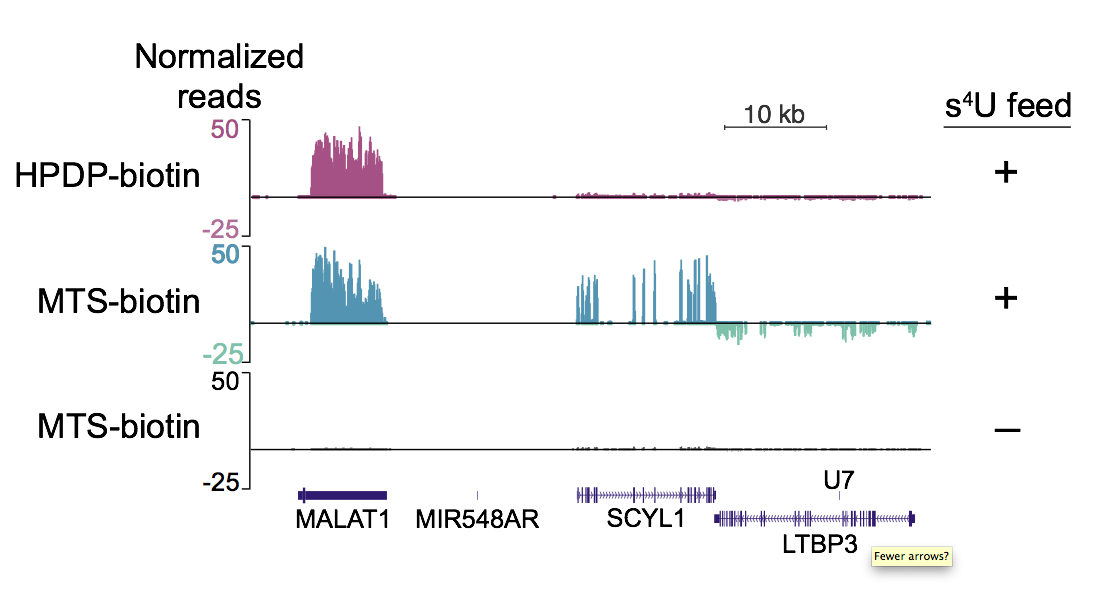 Normalized
reads
10 kb
s⁴U feed
50
HPDP-biotin
+
-25
50
MTS-biotin
+
-25
50
MTS-biotin
–
-25
U7
MALAT1 MIR548AR SCYL1
LTBP3
Fewer arrows?